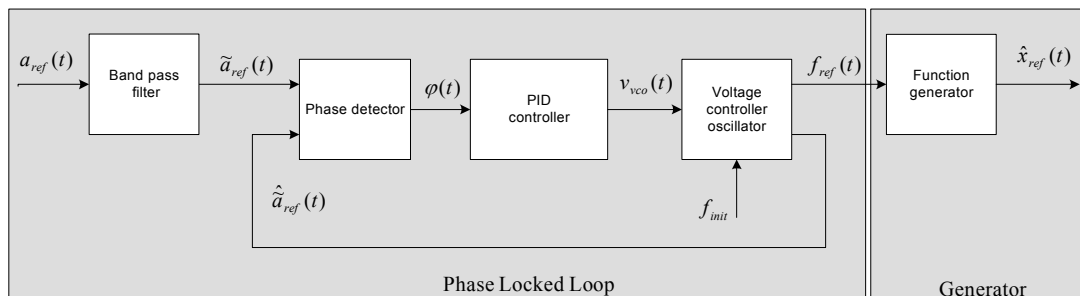 a_ref(t)
Band pass
filter
ã_ref(t)
Phase detector
φ(t)
PID
controller
v_vco(t)
Voltage
controller
oscillator
f_ref(t)
Function
generator
x̂_ref(t)
ã̂_ref(t)
f_init
Phase Locked Loop
Generator